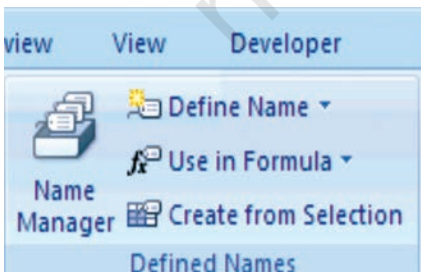 view View Developer
Define Name
Use in Formula
Name Manager
Create from Selection
Defined Names